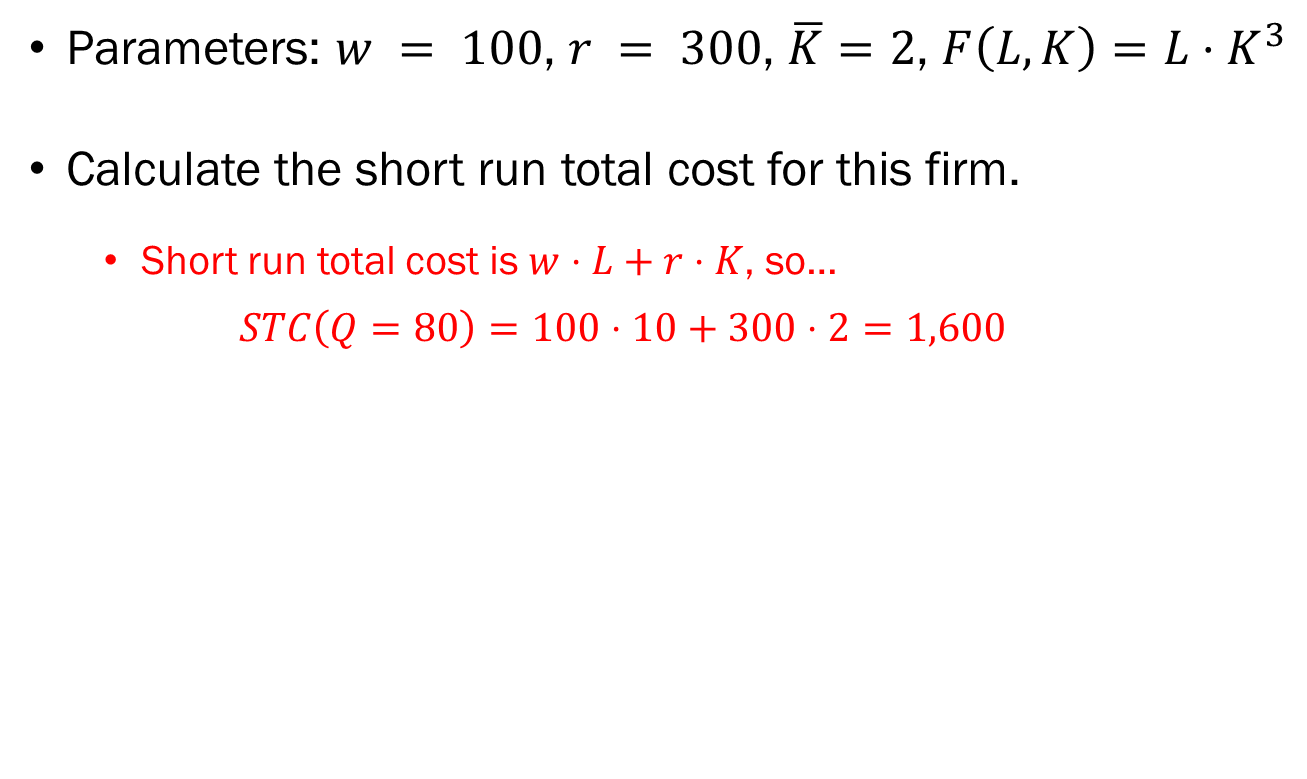 • Parameters: 𝑤 = 100, 𝑟 = 300, K̅ = 2, 𝐹(𝐿, 𝐾) = 𝐿 ∙ 𝐾³
• Calculate the short run total cost for this firm.
• Short run total cost is 𝑤 ∙ 𝐿 + 𝑟 ∙ 𝐾, so…
𝑆𝑇𝐶(𝑄 = 80) = 100 ∙ 10 + 300 ∙ 2 = 1,600